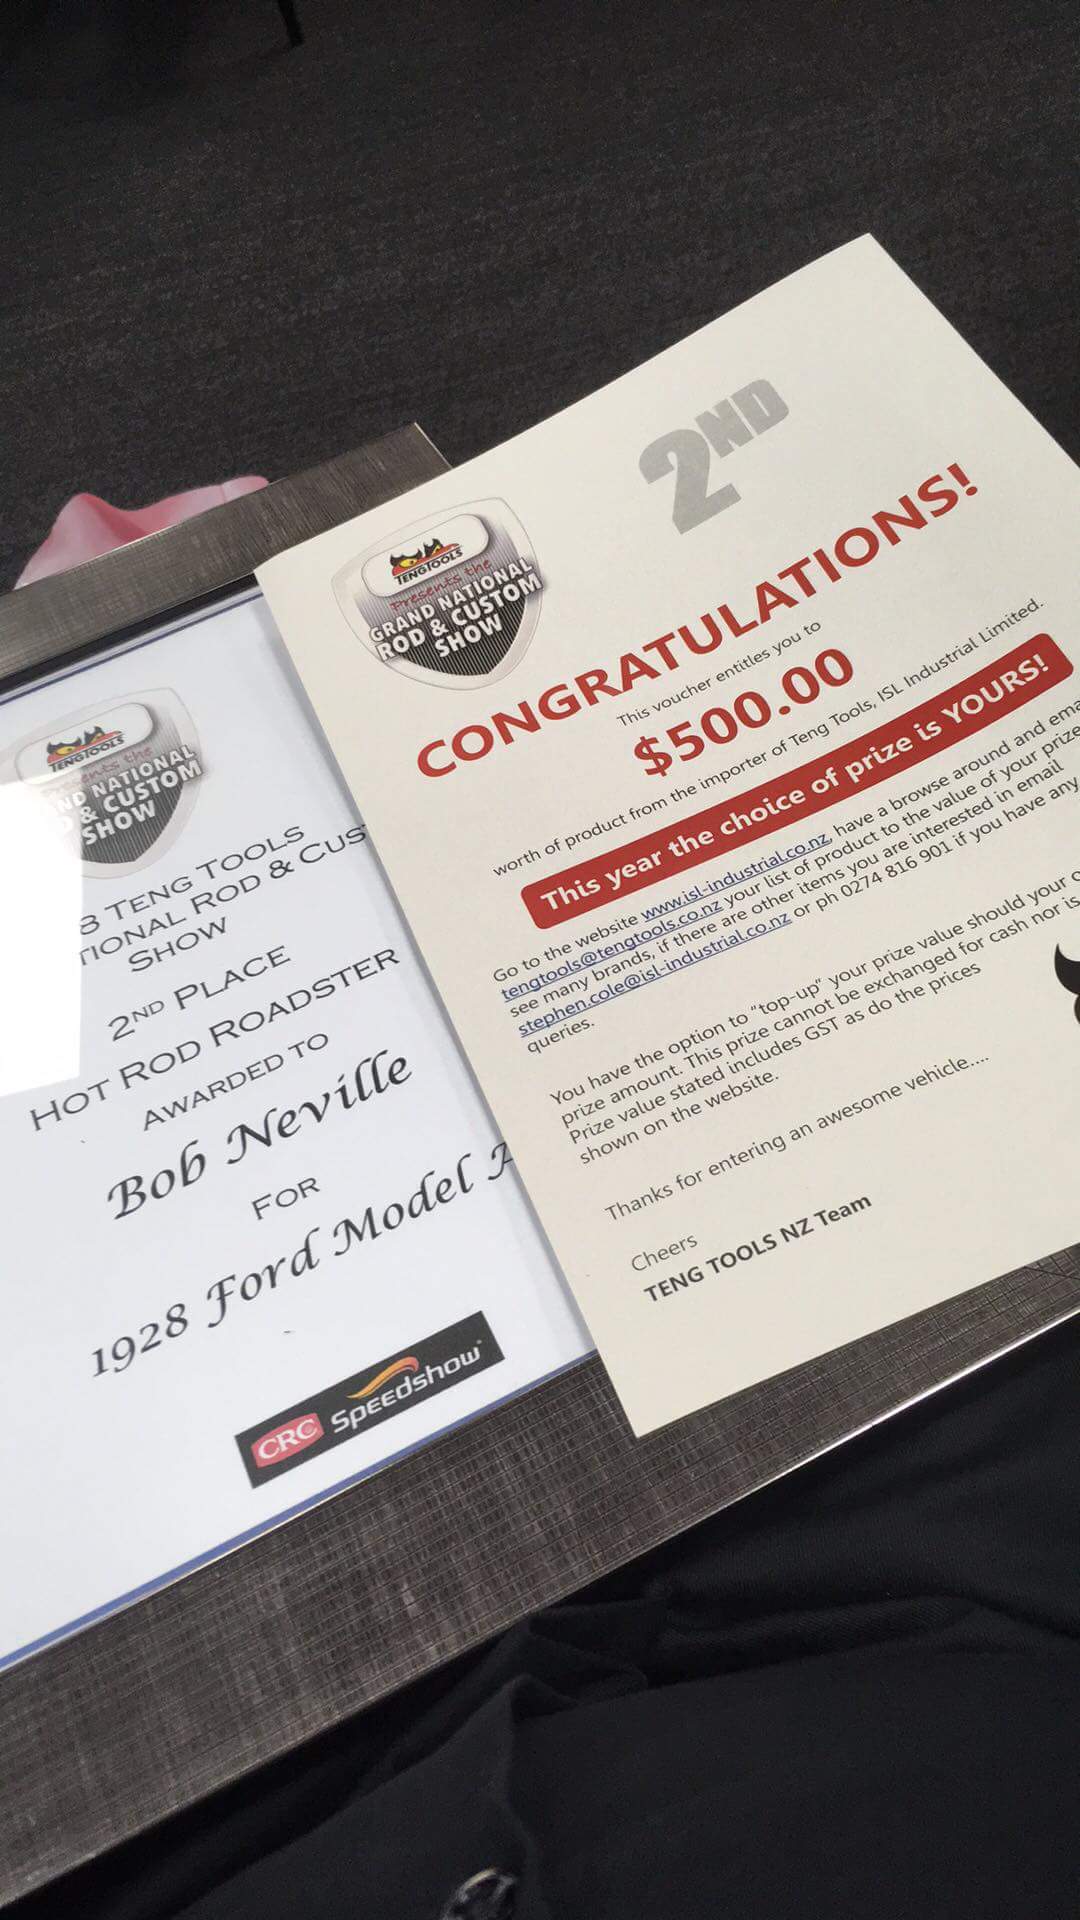 TENGTOOLS
Presents the
GRAND NATIONAL
ROD & CUSTOM
SHOW
2ND
CONGRATULATIONS!
This voucher entitles you to
$500.00
worth of product from the importer of Teng Tools, ISL Industrial Limited.
This year the choice of prize is YOURS!
Go to the website www.isl-industrial.co.nz, have a browse around and ema
tengtools@tengtools.co.nz your list of product to the value of your prize
see many brands, if there are other items you are interested in email
stephen.cole@isl-industrial.co.nz or ph 0274 816 901 if you have any
queries.
You have the option to "top-up" your prize value should your o
prize amount. This prize cannot be exchanged for cash nor is
Prize value stated includes GST as do the prices
shown on the website.
Thanks for entering an awesome vehicle....
Cheers
TENG TOOLS NZ Team
TENGTOOLS
ents the
ND NATIONAL
& CUSTOM
SHOW
8 TENG TOOLS
TIONAL ROD & CUS
SHOW
2ND PLACE
HOT ROD ROADSTER
AWARDED TO
Bob Neville
FOR
1928 Ford Model A
CRC Speedshow